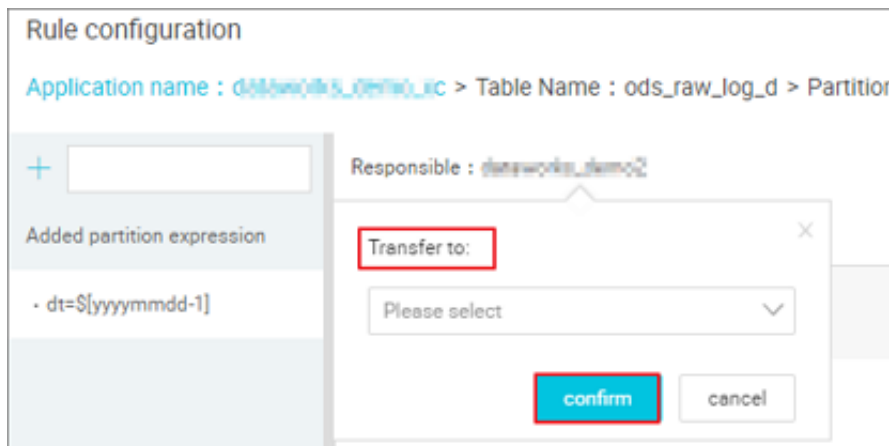 Rule configuration
Application name : > Table Name : ods_raw_log_d > Partition
+
Responsible :
Added partition expression
Transfer to:
- dt=$[yyyymmdd-1]
Please select
confirm cancel